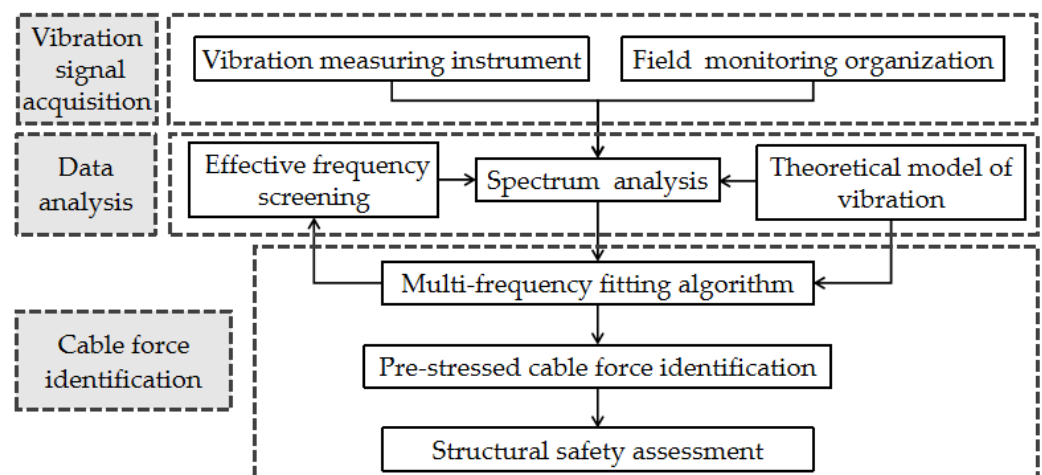 Vibration
signal
acquisition
Vibration measuring instrument
Field monitoring organization
Data
analysis
Effective frequency
screening
Spectrum analysis
Theoretical model of
vibration
Multi-frequency fitting algorithm
Cable force
identification
Pre-stressed cable force identification
Structural safety assessment